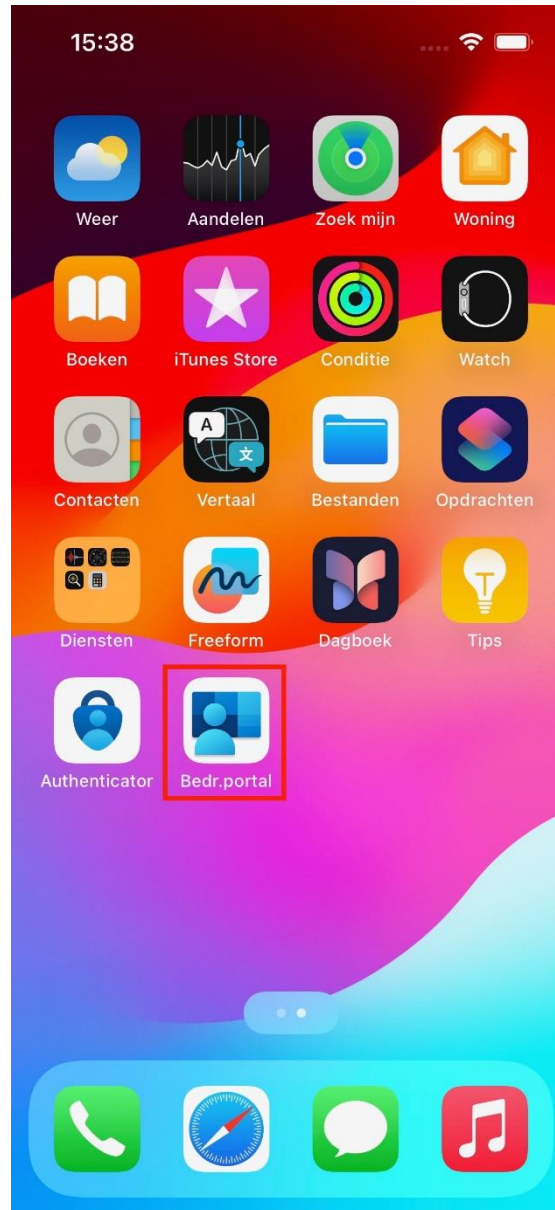 15:38
Weer
Aandelen
Zoek mijn
Woning
Boeken
iTunes Store
Conditie
Watch
A
文
Contacten
Vertaal
Bestanden
Opdrachten
Diensten
Freeform
Dagboek
Tips
Authenticator
Bedr.portal